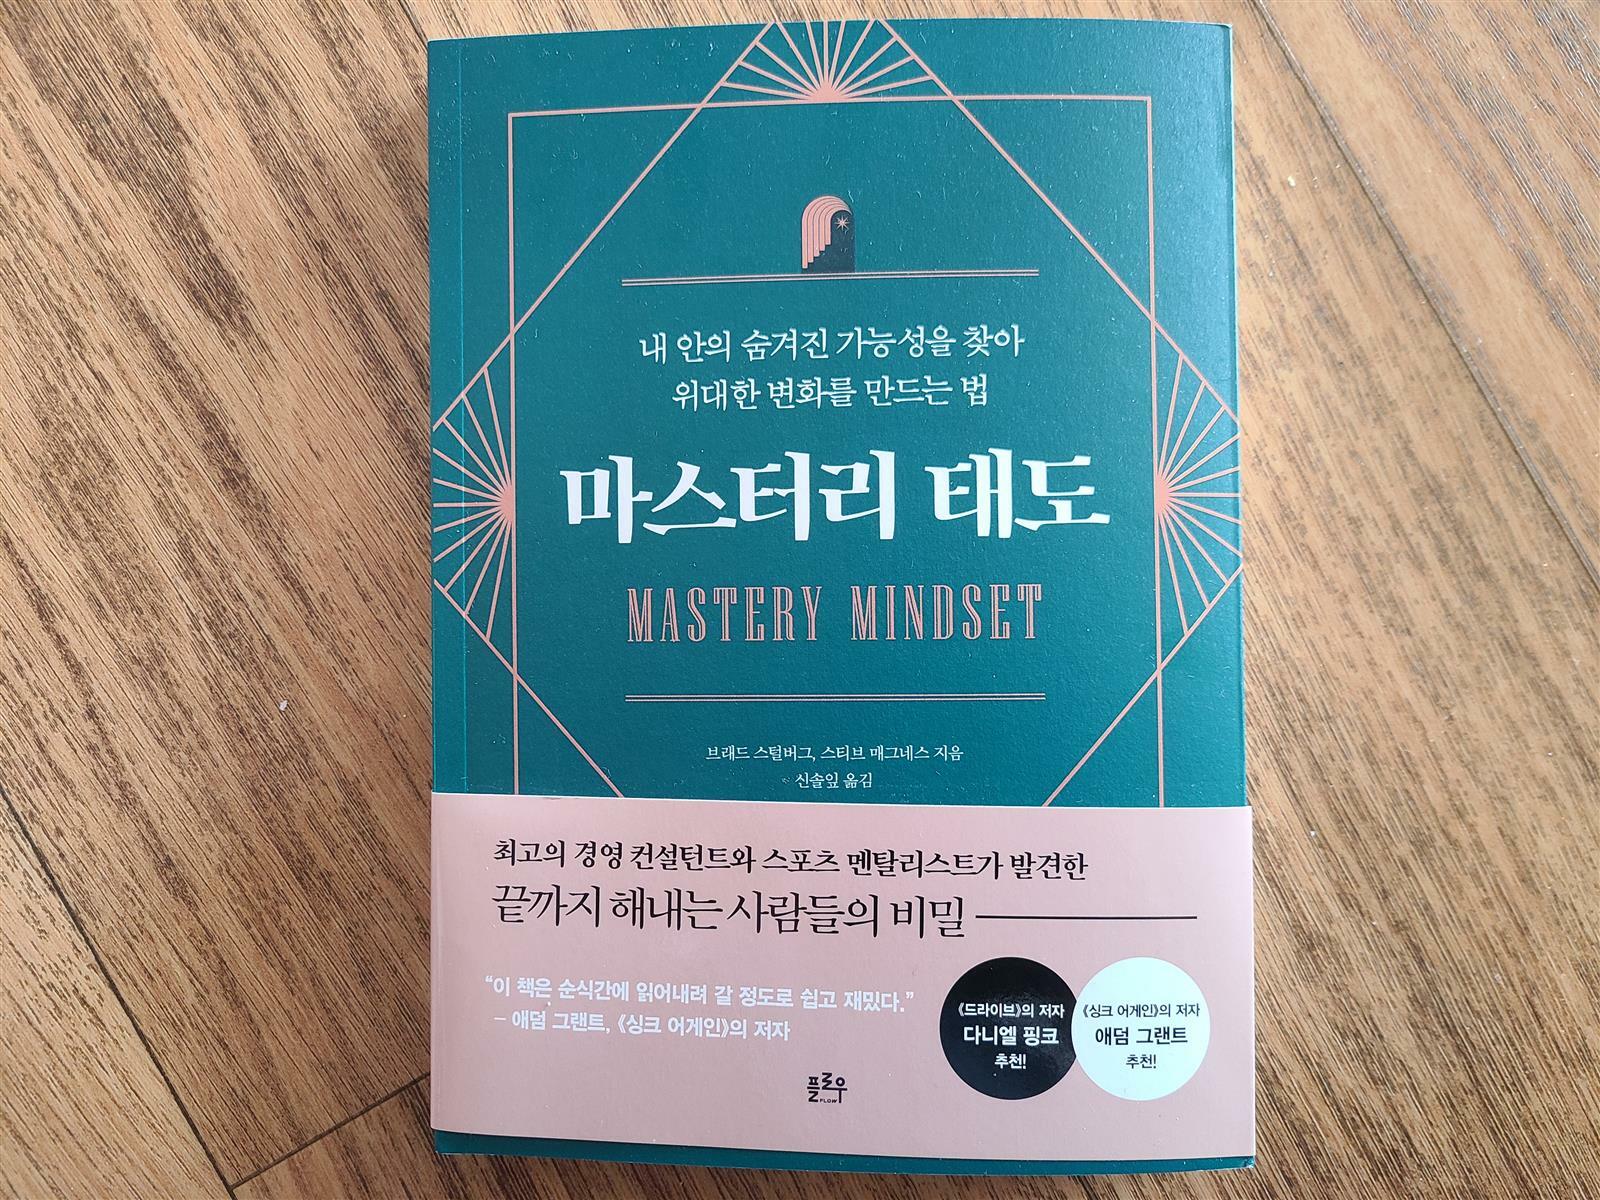 내 안의 숨겨진 가능성을 찾아
위대한 변화를 만드는 법
마스터리 태도
MASTERY MINDSET
브래드 스털버그, 스티브 매그네스 지음
신솔잎 옮김
최고의 경영 컨설턴트와 스포츠 멘탈리스트가 발견한
끝까지 해내는 사람들의 비밀
“이 책은 순식간에 읽어내려 갈 정도로 쉽고 재밌다.”
– 애덤 그랜트, 《싱크 어게인》의 저자
《드라이브》의 저자
다니엘 핑크
추천!
《싱크 어게인》의 저자
애덤 그랜트
추천!
플로우
FLOW